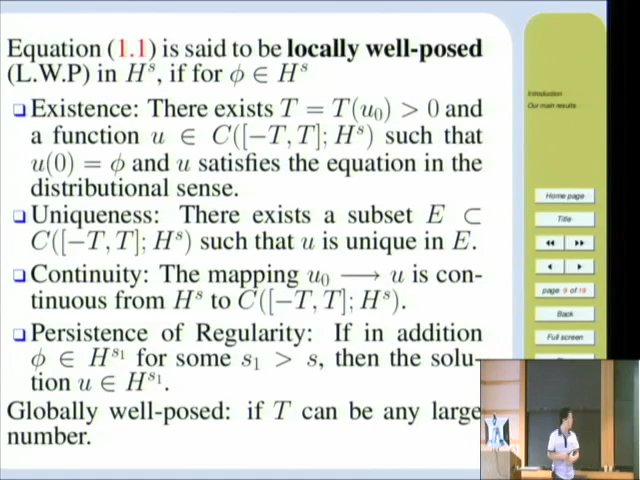 Equation (1.1) is said to be locally well-posed
(L.W.P) in H^s, if for ϕ ∈ H^s
❑ Existence: There exists T = T(u_0) > 0 and
a function u ∈ C([−T, T]; H^s) such that
u(0) = ϕ and u satisfies the equation in the
distributional sense.
❑ Uniqueness: There exists a subset E ⊂
C([−T, T]; H^s) such that u is unique in E.
❑ Continuity: The mapping u_0 ⟶ u is con-
tinuous from H^s to C([−T, T]; H^s).
❑ Persistence of Regularity: If in addition
ϕ ∈ H^{s_1} for some s_1 > s, then the solu-
tion u ∈ H^{s_1}.
Globally well-posed: if T can be any large
number.
Introduction
Our main results
Home page
Title
page 9 of 19
Back
Full screen